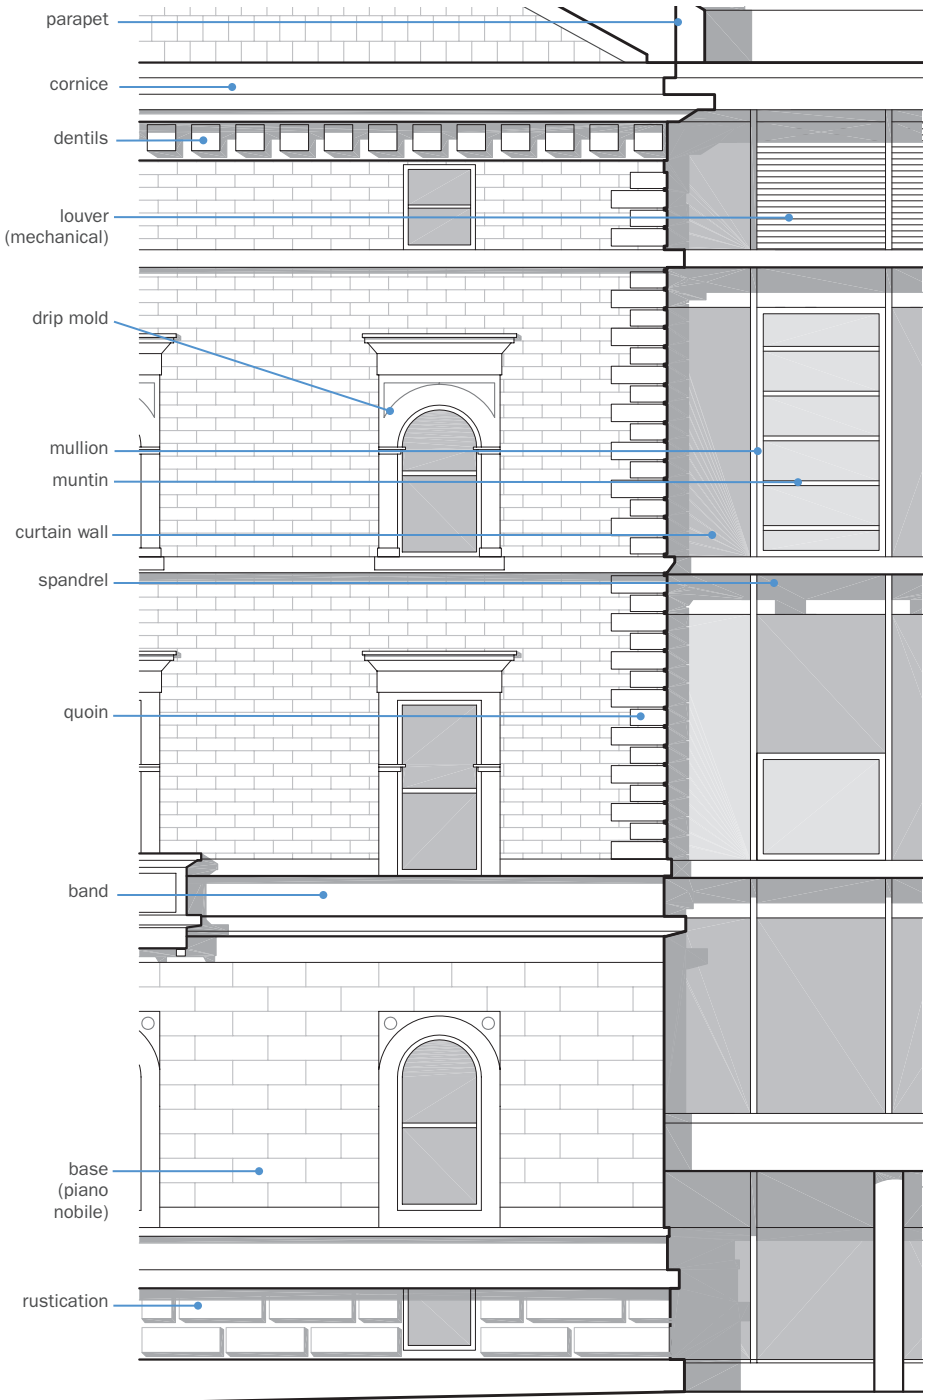 parapet
cornice
dentils
louver
(mechanical)
drip mold
mullion
muntin
curtain wall
spandrel
quoin
band
base
(piano
nobile)
rustication